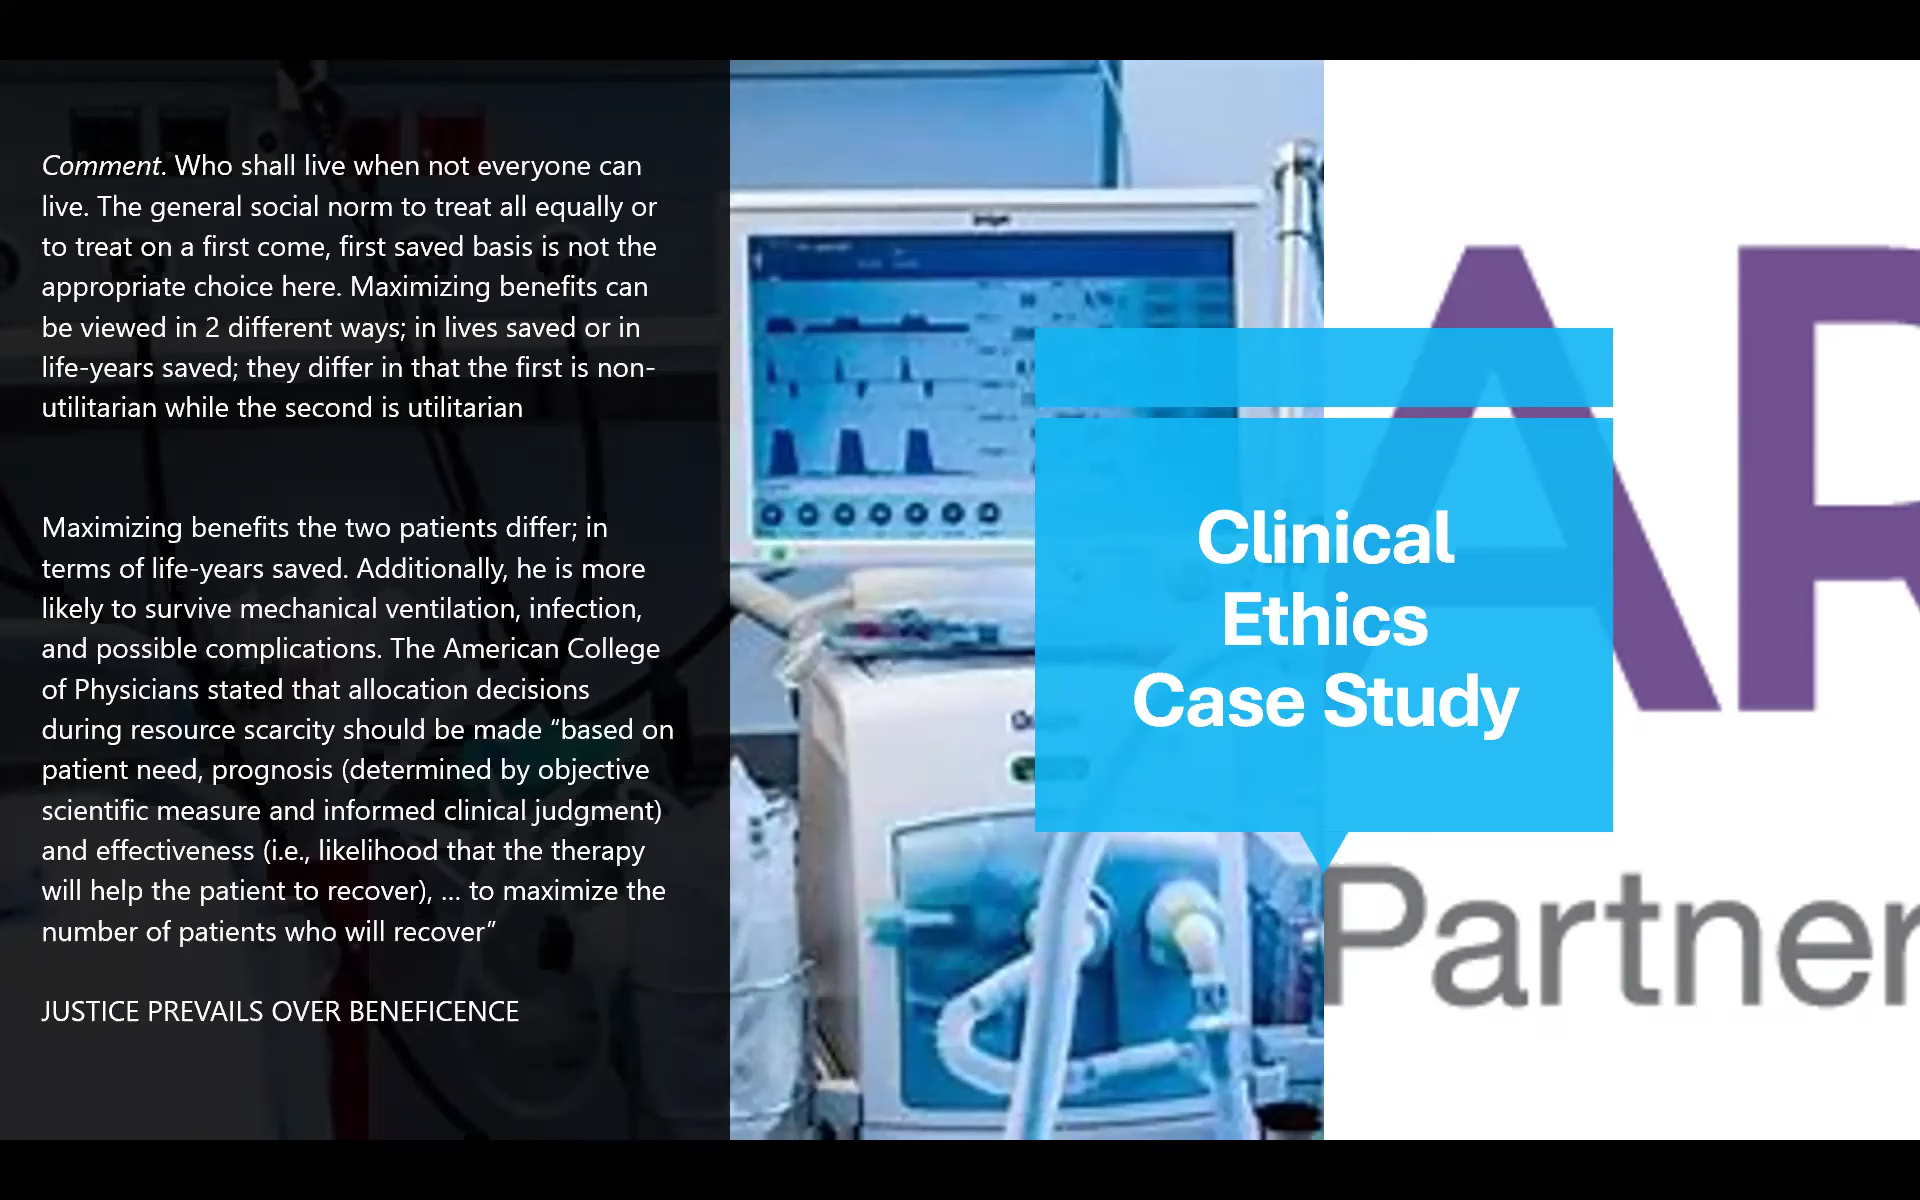 Comment. Who shall live when not everyone can
live. The general social norm to treat all equally or
to treat on a first come, first saved basis is not the
appropriate choice here. Maximizing benefits can
be viewed in 2 different ways; in lives saved or in
life-years saved; they differ in that the first is non-
utilitarian while the second is utilitarian
Maximizing benefits the two patients differ; in
terms of life-years saved. Additionally, he is more
likely to survive mechanical ventilation, infection,
and possible complications. The American College
of Physicians stated that allocation decisions
during resource scarcity should be made “based on
patient need, prognosis (determined by objective
scientific measure and informed clinical judgment)
and effectiveness (i.e., likelihood that the therapy
will help the patient to recover), ... to maximize the
number of patients who will recover”
JUSTICE PREVAILS OVER BENEFICENCE
Clinical
Ethics
Case Study
AR
Partner